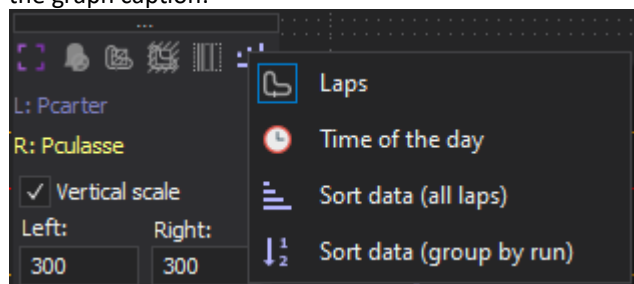 the graph caption.
...
L: Pcarter
R: Pculasse
Vertical scale
Left: Right:
300 300
Laps
Time of the day
Sort data (all laps)
Sort data (group by run)